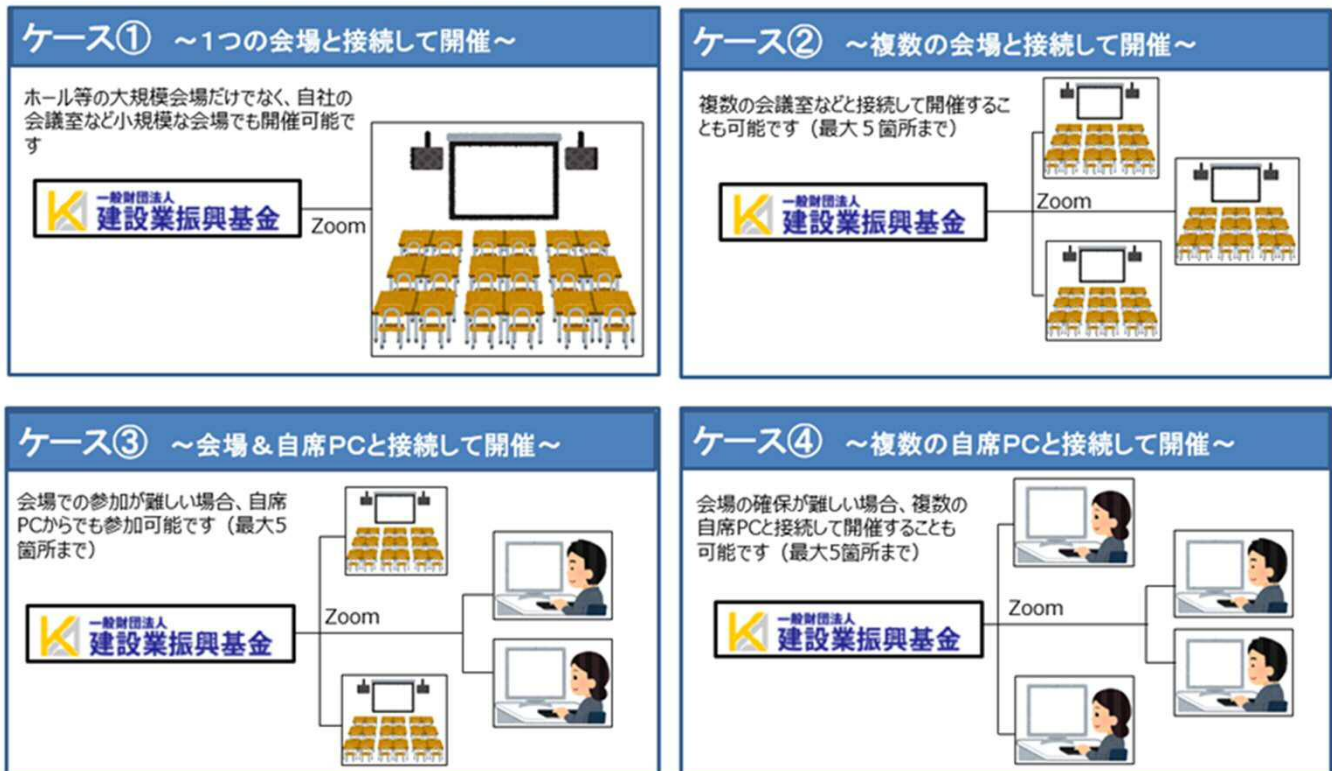 ケース① ～1つの会場と接続して開催～
ホール等の大規模会場だけでなく、自社の
会議室など小規模な会場でも開催可能で
す
一般財団法人
建設業振興基金
Zoom
ケース② ～複数の会場と接続して開催～
複数の会議室などと接続して開催するこ
とも可能です（最大５箇所まで）
一般財団法人
建設業振興基金
Zoom
ケース③ ～会場＆自席PCと接続して開催～
会場での参加が難しい場合、自席
PCからでも参加可能です（最大5
箇所まで）
一般財団法人
建設業振興基金
Zoom
ケース④ ～複数の自席PCと接続して開催～
会場の確保が難しい場合、複数の
自席PCと接続して開催することも
可能です（最大5箇所まで）
一般財団法人
建設業振興基金
Zoom